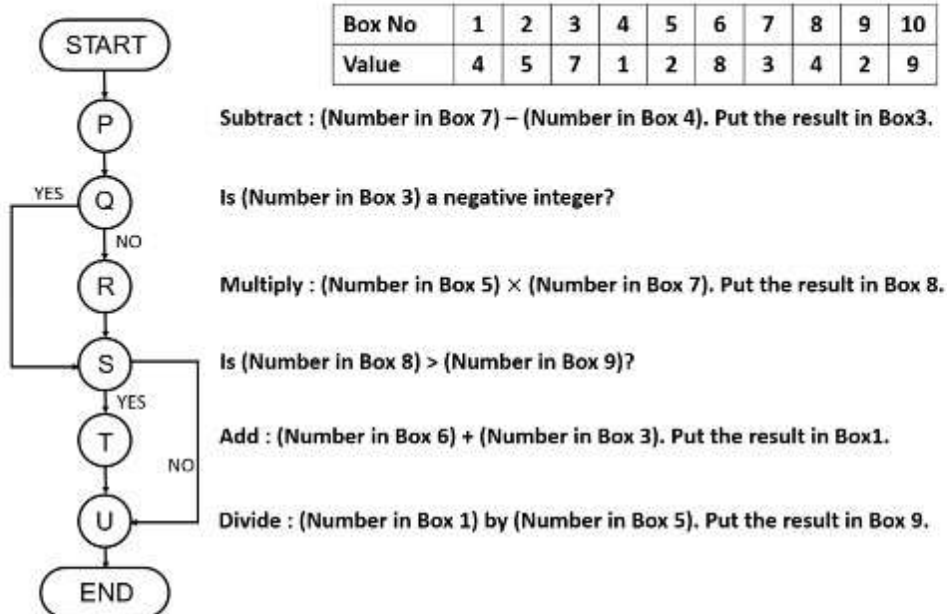 START
Box No 1 2 3 4 5 6 7 8 9 10
Value 4 5 7 1 2 8 3 4 2 9
P
Subtract : (Number in Box 7) – (Number in Box 4). Put the result in Box3.
YES
Q
Is (Number in Box 3) a negative integer?
NO
R
Multiply : (Number in Box 5) × (Number in Box 7). Put the result in Box 8.
S
Is (Number in Box 8) > (Number in Box 9)?
YES
T
Add : (Number in Box 6) + (Number in Box 3). Put the result in Box1.
NO
U
Divide : (Number in Box 1) by (Number in Box 5). Put the result in Box 9.
END